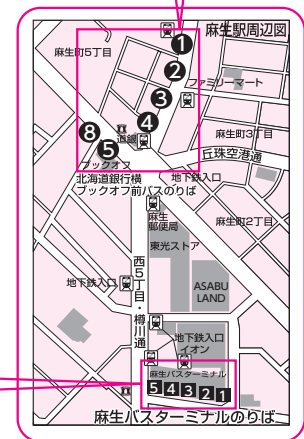 麻生駅周辺図
❶
麻生町5丁目
❷
ファミリーマート
❸
❹
❽
道銀
麻生町3丁目
❺
丘珠空港通
ブックオフ
北海道銀行横
ブックオフ前バスのりば
地下鉄入口
麻生
郵便局
麻生町2丁目
東光ストア
西5丁目・樽川通
地下鉄入口
ASABU
LAND
地下鉄入口
イオン
麻生バスターミナル
5 4 3 2 1
麻生バスターミナルのりば